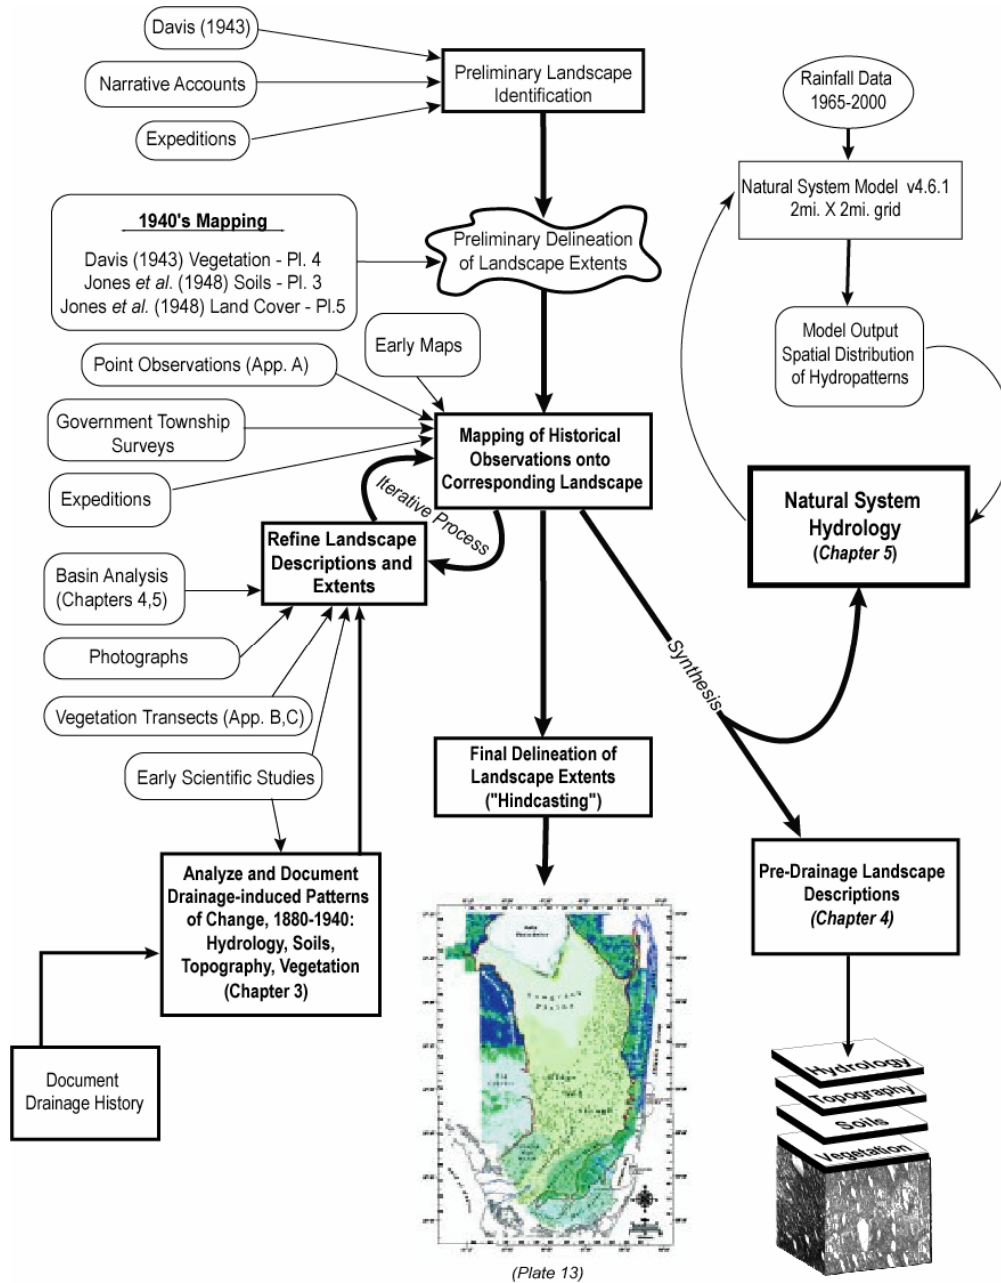 Davis (1943)
Narrative Accounts
Expeditions
Preliminary Landscape
Identification
Rainfall Data
1965-2000
Natural System Model v4.6.1
2mi. X 2mi. grid
1940's Mapping
Davis (1943) Vegetation - Pl. 4
Jones et al. (1948) Soils - Pl. 3
Jones et al. (1948) Land Cover - Pl.5
Preliminary Delineation
of Landscape Extents
Model Output
Spatial Distribution
of Hydropatterns
Early Maps
Point Observations (App. A)
Government Township
Surveys
Expeditions
Mapping of Historical
Observations onto
Corresponding Landscape
Iterative Process
Natural System
Hydrology
(Chapter 5)
Refine Landscape
Descriptions and
Extents
Basin Analysis
(Chapters 4,5)
Photographs
Vegetation Transects (App. B,C)
Early Scientific Studies
Synthesis
Final Delineation of
Landscape Extents
("Hindcasting")
Analyze and Document
Drainage-induced Patterns
of Change, 1880-1940:
Hydrology, Soils,
Topography, Vegetation
(Chapter 3)
Pre-Drainage Landscape
Descriptions
(Chapter 4)
Document
Drainage History
Sawgrass
Plains
Ridge
and
Slough
Hydrology
Topography
Soils
Vegetation
(Plate 13)